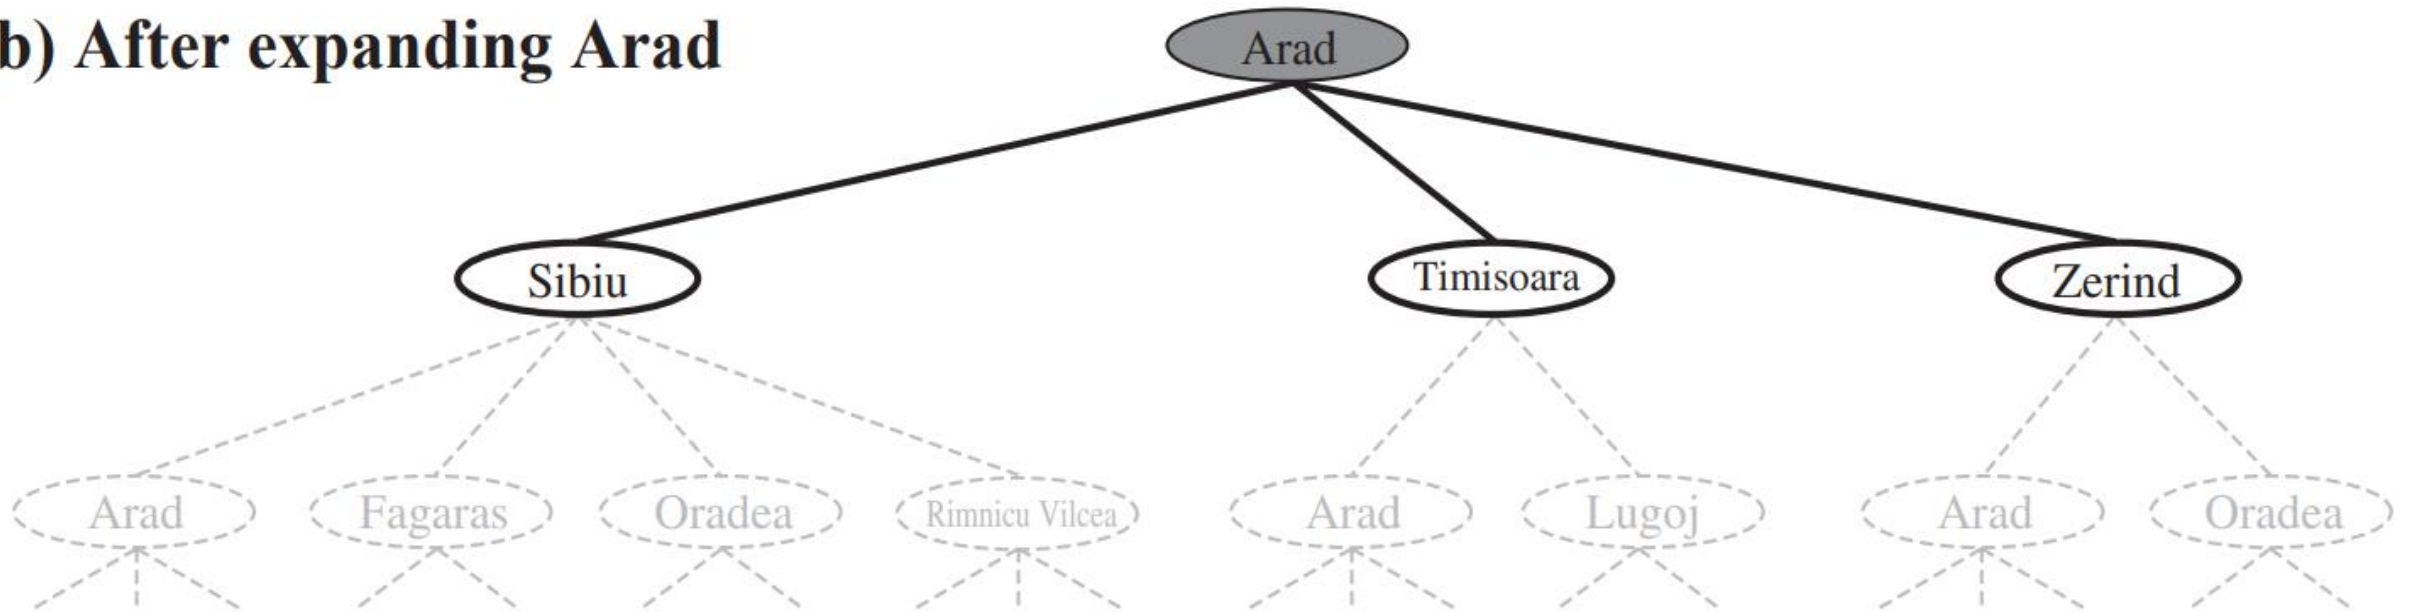 b) After expanding Arad
Arad
Sibiu
Timisoara
Zerind
Arad
Fagaras
Oradea
Rimnicu Vilcea
Arad
Lugoj
Arad
Oradea